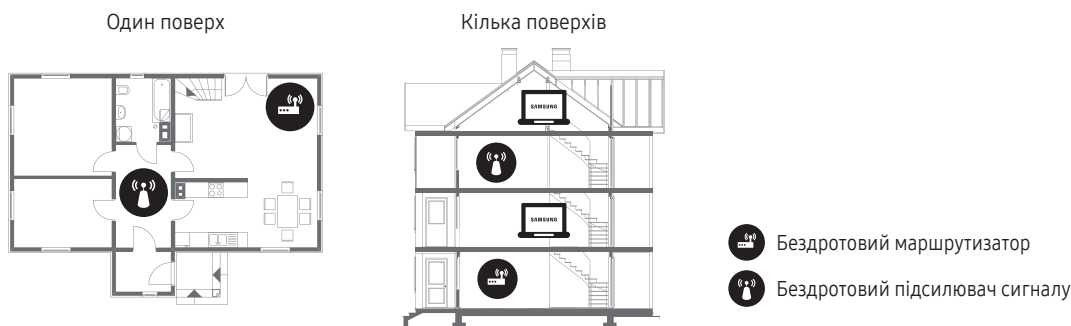 Один поверх
Кілька поверхів
SAMSUNG
SAMSUNG
Бездротовий маршрутизатор
Бездротовий підсилювач сигналу